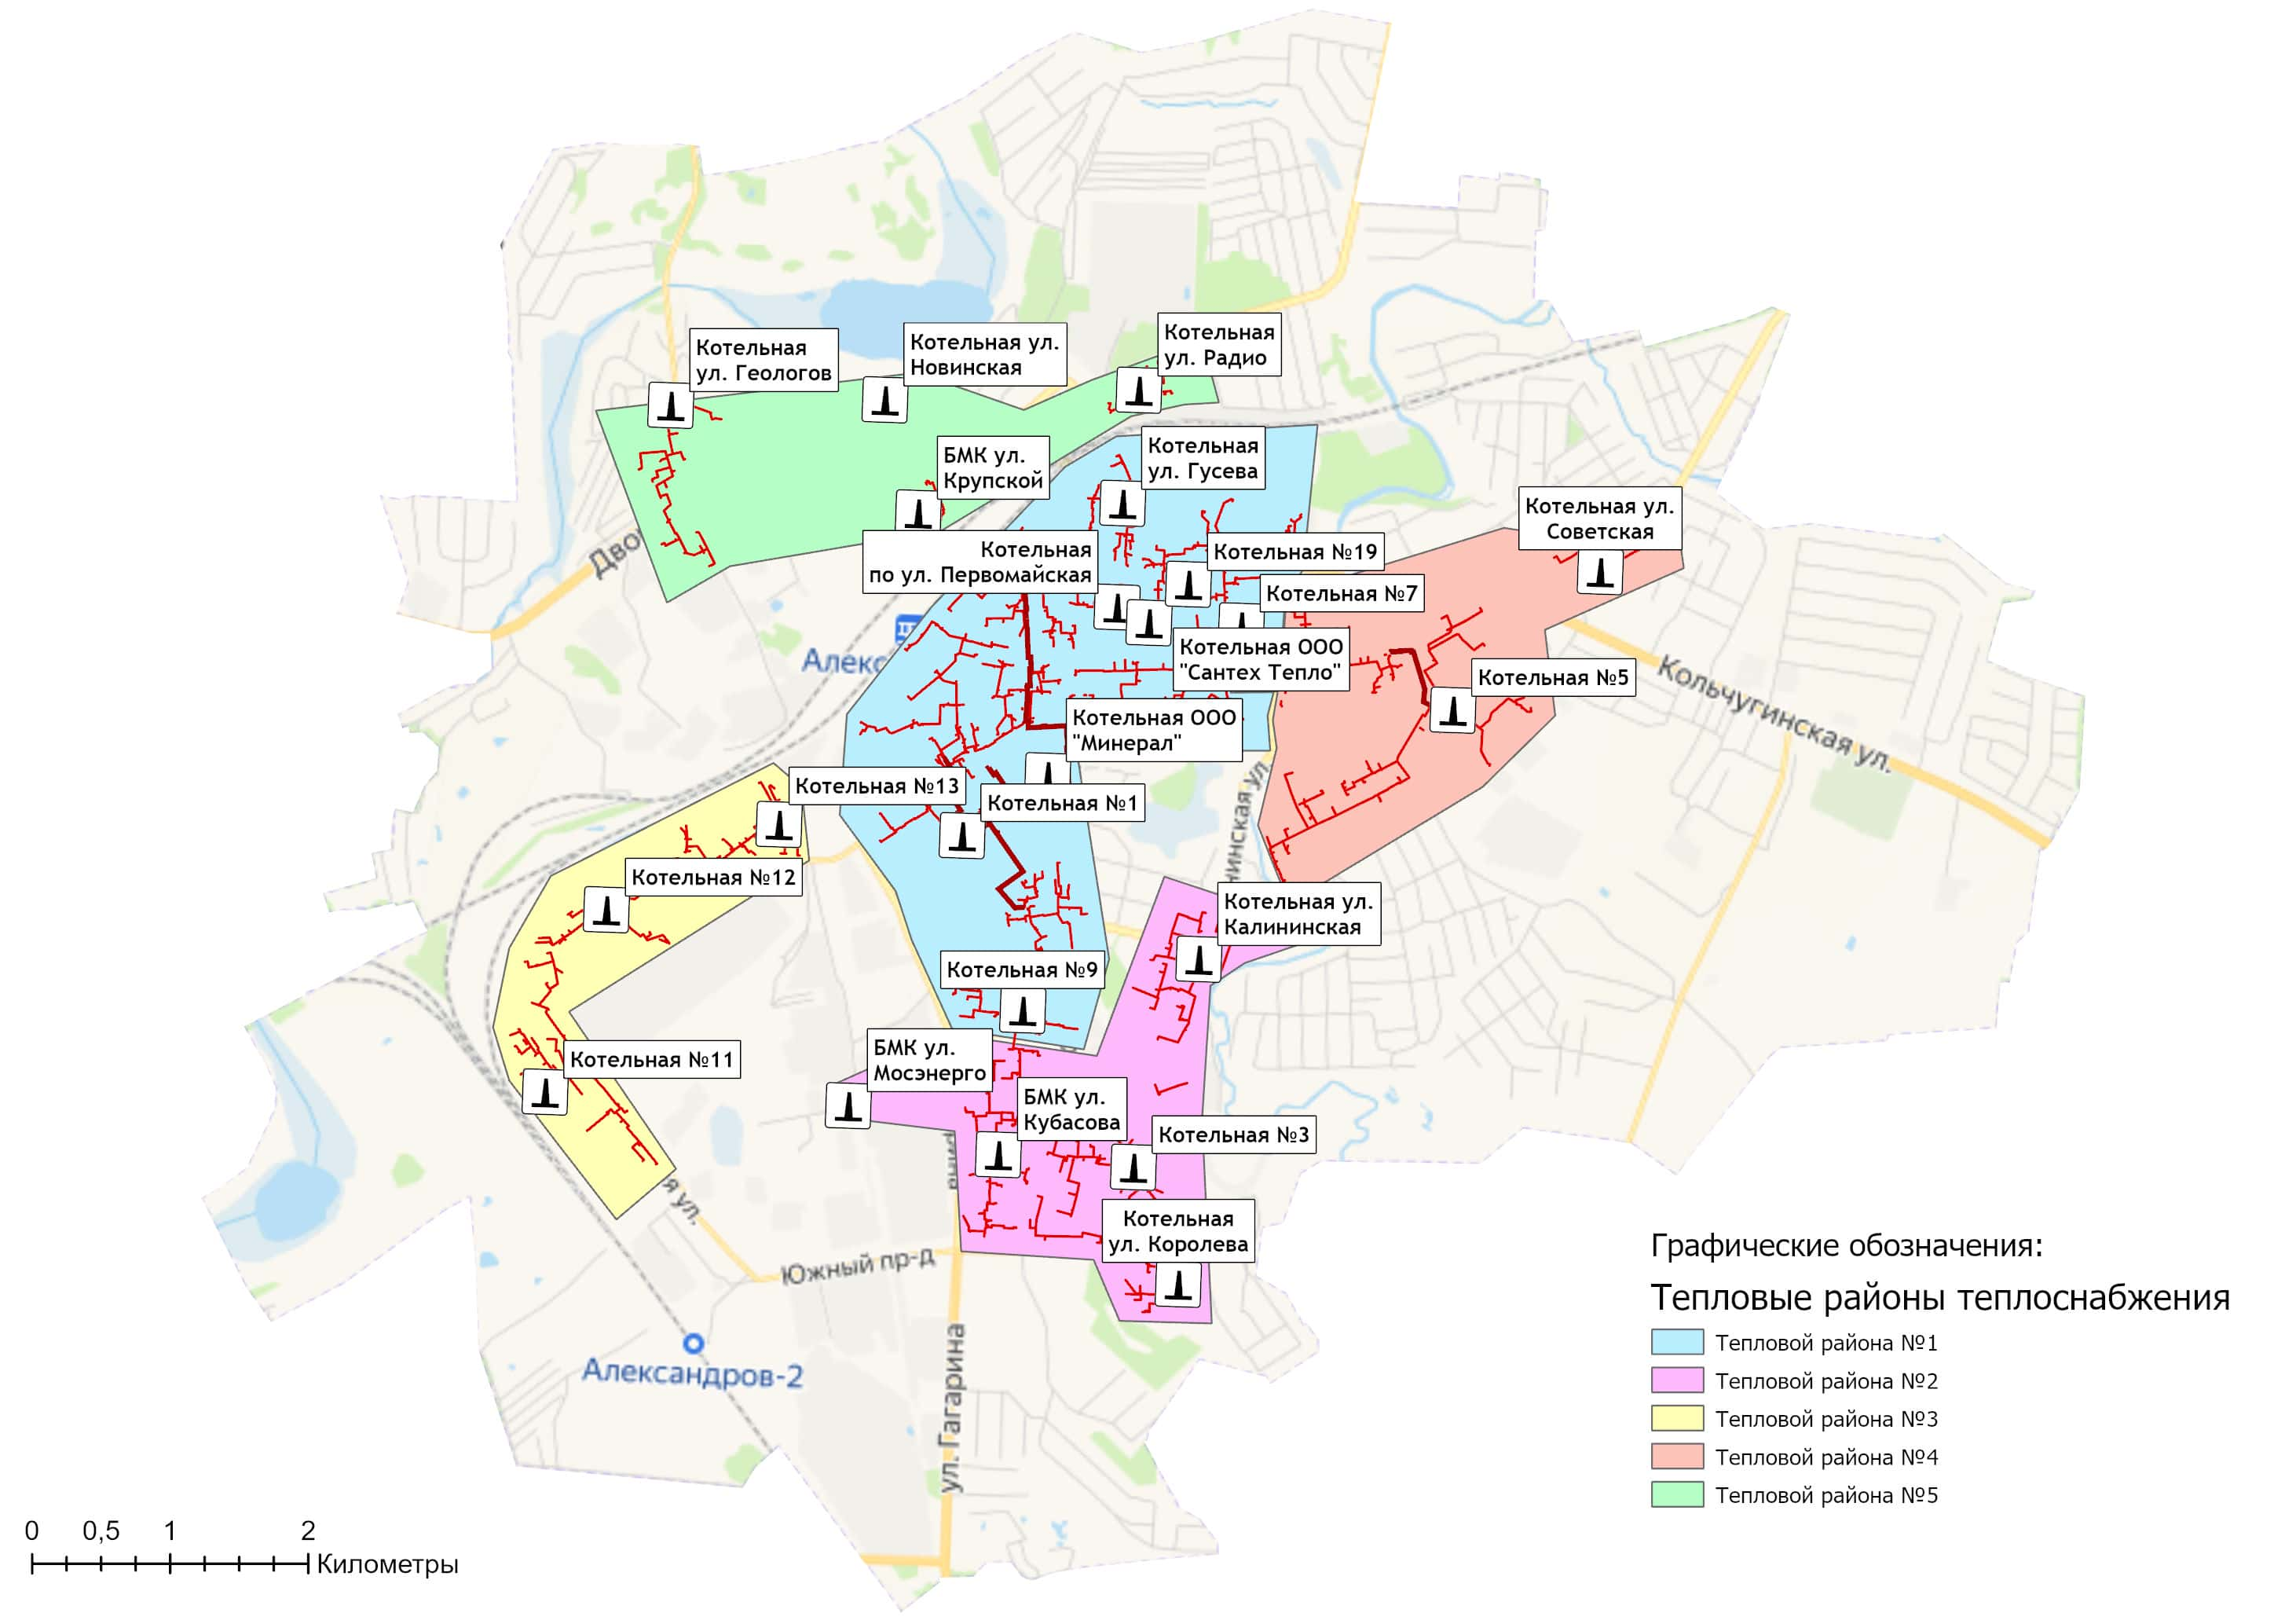 Котельная
ул. Геологов
Котельная ул.
Новинская
Котельная
ул. Радио
БМК ул.
Крупской
Котельная
ул. Гусева
Котельная ул.
Советская
Котельная
по ул. Первомайская
Котельная №19
Котельная №7
Котельная ООО
"Сантех Тепло"
Котельная №5
Кольчугинская ул.
Котельная ООО
"Минерал"
Котельная №13
Котельная №1
Котельная №12
Котельная ул.
Калининская
Котельная №9
Котельная №11
БМК ул.
Мосэнерго
БМК ул.
Кубасова
Котельная №3
Котельная
ул. Королева
Южный пр-д
Александров-2
ул. Гагарина
Графические обозначения:
Тепловые районы теплоснабжения
Тепловой района №1
Тепловой района №2
Тепловой района №3
Тепловой района №4
Тепловой района №5
0 0,5 1 2
Километры